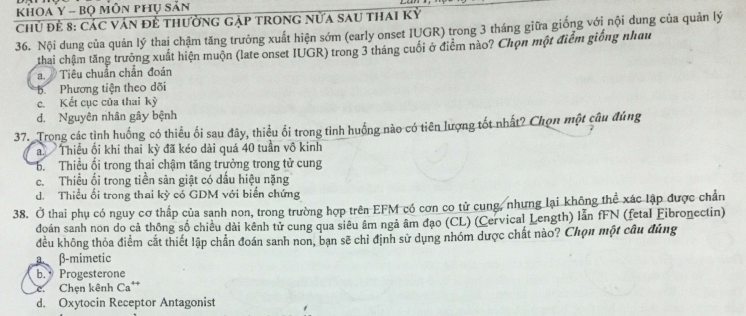 KHOA Y – BỘ MÔN PHỤ SẢN
CHỦ ĐỀ 8: CÁC VẤN ĐỀ THƯỜNG GẶP TRONG NỬA SAU THAI KỲ
36. Nội dung của quản lý thai chậm tăng trưởng xuất hiện sớm (early onset IUGR) trong 3 tháng giữa giống với nội dung của quản lý
thai chậm tăng trưởng xuất hiện muộn (late onset IUGR) trong 3 tháng cuối ở điểm nào? Chọn một điểm giống nhau
a. Tiêu chuẩn chẩn đoán
b. Phương tiện theo dõi
c. Kết cục của thai kỳ
d. Nguyên nhân gây bệnh
37. Trong các tình huống có thiểu ối sau đây, thiểu ối trong tình huống nào có tiên lượng tốt nhất? Chọn một câu đúng
a. Thiểu ối khi thai kỳ đã kéo dài quá 40 tuần vô kinh
b. Thiểu ối trong thai chậm tăng trưởng trong tử cung
c. Thiểu ối trong tiền sản giật có dấu hiệu nặng
d. Thiểu ối trong thai kỳ có GDM với biến chứng
38. Ở thai phụ có nguy cơ thấp của sanh non, trong trường hợp trên EFM có cơn co tử cung, nhưng lại không thể xác lập được chẩn
đoán sanh non do cả thông số chiều dài kênh tử cung qua siêu âm ngả âm đạo (CL) (Cervical Length) lẫn fFN (fetal Fibronectin)
đều không thỏa điểm cắt thiết lập chẩn đoán sanh non, bạn sẽ chỉ định sử dụng nhóm dược chất nào? Chọn một câu đúng
a. β-mimetic
b. Progesterone
c. Chẹn kênh Ca⁺⁺
d. Oxytocin Receptor Antagonist